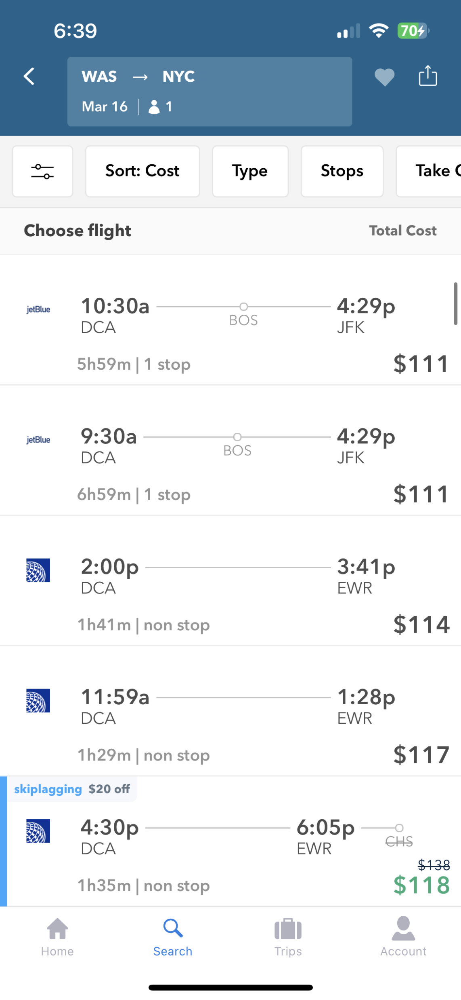 6:39
70
WAS → NYC
Mar 16 | 1
Sort: Cost
Type
Stops
Take
Choose flight
Total Cost
jetBlue
10:30a
4:29p
DCA
BOS
JFK
5h59m | 1 stop
$111
jetBlue
9:30a
4:29p
DCA
BOS
JFK
6h59m | 1 stop
$111
2:00p
3:41p
DCA
EWR
1h41m | non stop
$114
11:59a
1:28p
DCA
EWR
1h29m | non stop
$117
skiplagging $20 off
4:30p
6:05p
DCA
EWR
CHS
$138
1h35m | non stop
$118
Home
Search
Trips
Account